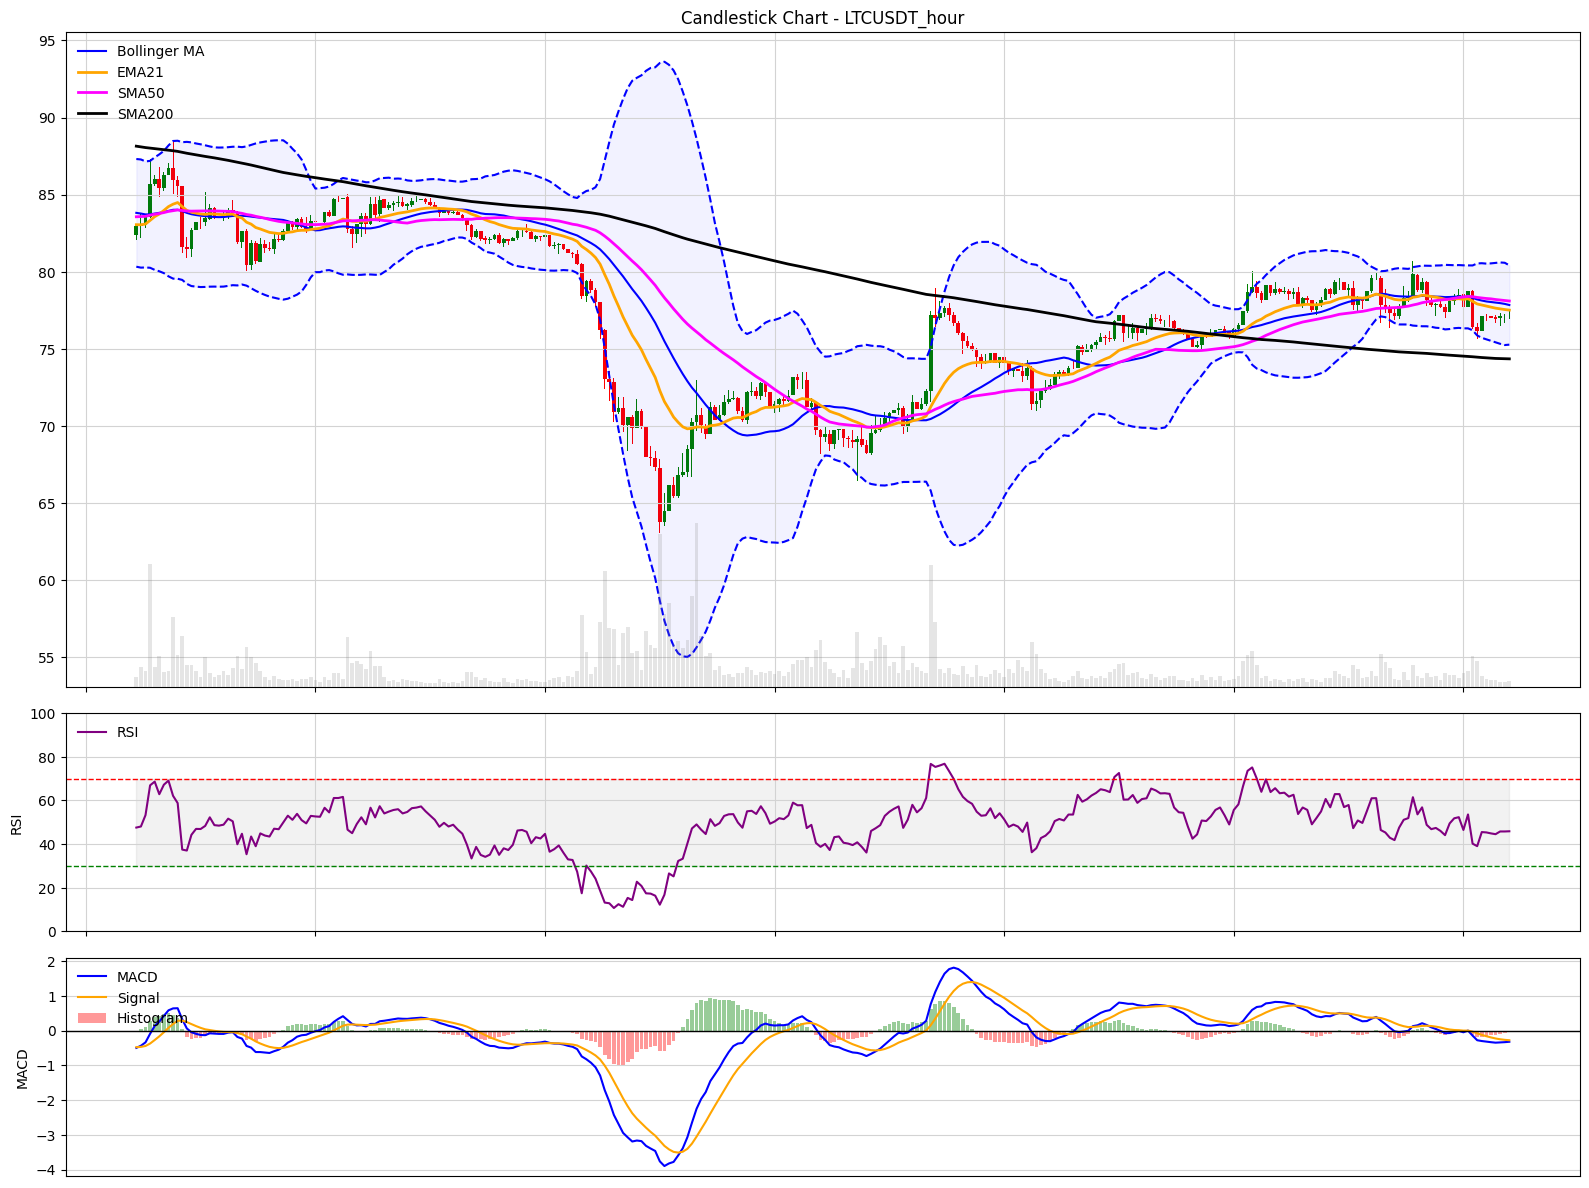 Candlestick Chart - LTCUSDT_hour
95
90
85
80
75
70
65
60
55
Bollinger MA
EMA21
SMA50
SMA200
100
80
60
40
20
0
RSI
RSI
2
1
0
−1
−2
−3
−4
MACD
MACD
Signal
Histogram